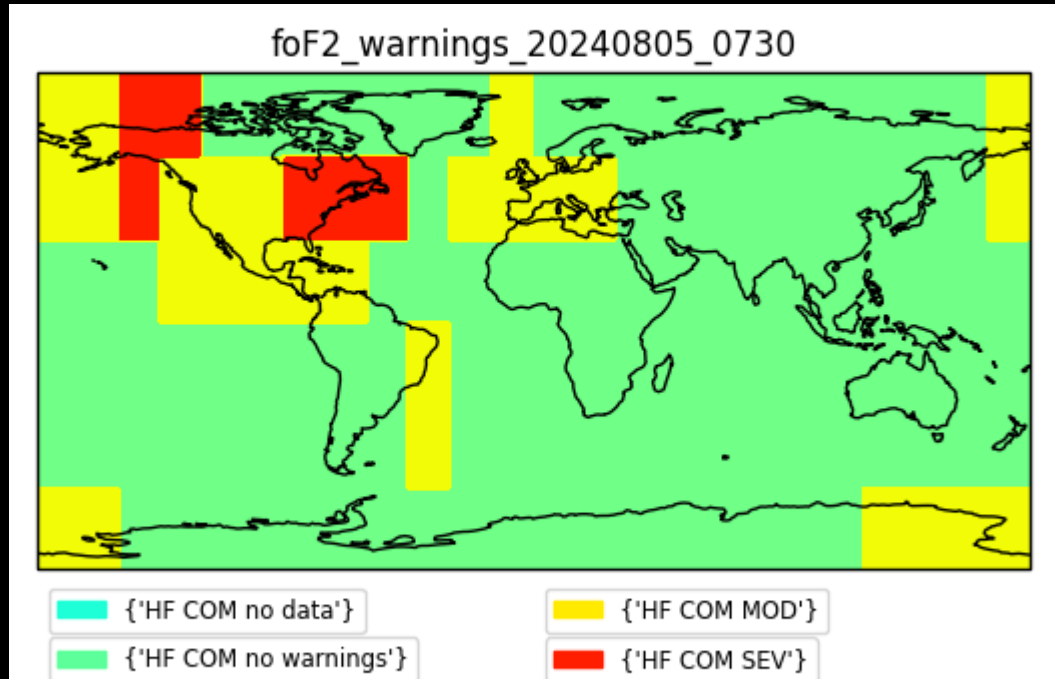 foF2_warnings_20240805_0730
{'HF COM no data'}
{'HF COM MOD'}
{'HF COM no warnings'}
{'HF COM SEV'}